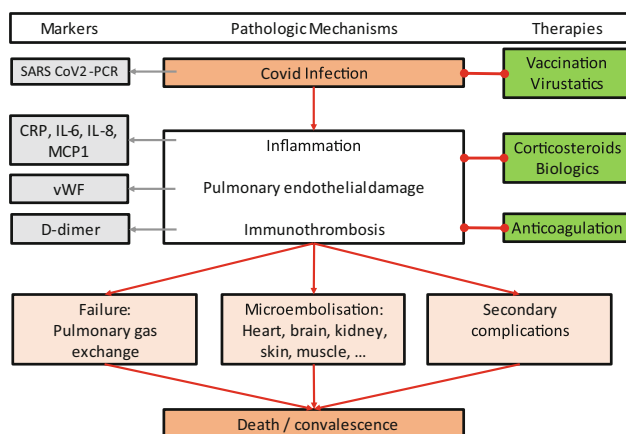 Markers Pathologic Mechanisms Therapies
SARS CoV2 -PCR
Covid Infection
Vaccination
Virustatics
CRP, IL-6, IL-8,
MCP1
vWF
D-dimer
Inflammation
Pulmonary endothelial damage
Immunothrombosis
Corticosteroids
Biologics
Anticoagulation
Failure:
Pulmonary gas
exchange
Microembolisation:
Heart, brain, kidney,
skin, muscle, ...
Secondary
complications
Death / convalescence